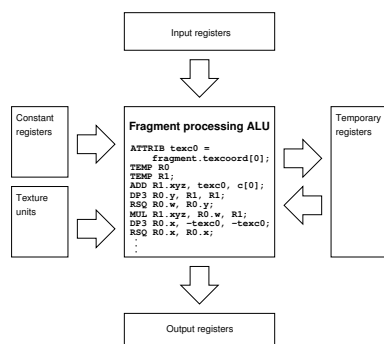 Input registers
Constant
registers
Fragment processing ALU
Temporary
registers
ATTRIB texc0 =
fragment.texcoord[0];
TEMP R0
TEMP R1;
ADD R1.xyz, texc0, c[0];
DP3 R0.y, R1, R1;
RSQ R0.w, R0.y;
MUL R1.xyz, R0.w, R1;
DP3 R0.x, -texc0, -texc0;
RSQ R0.x, R0.x;
.
.
.
Texture
units
Output registers